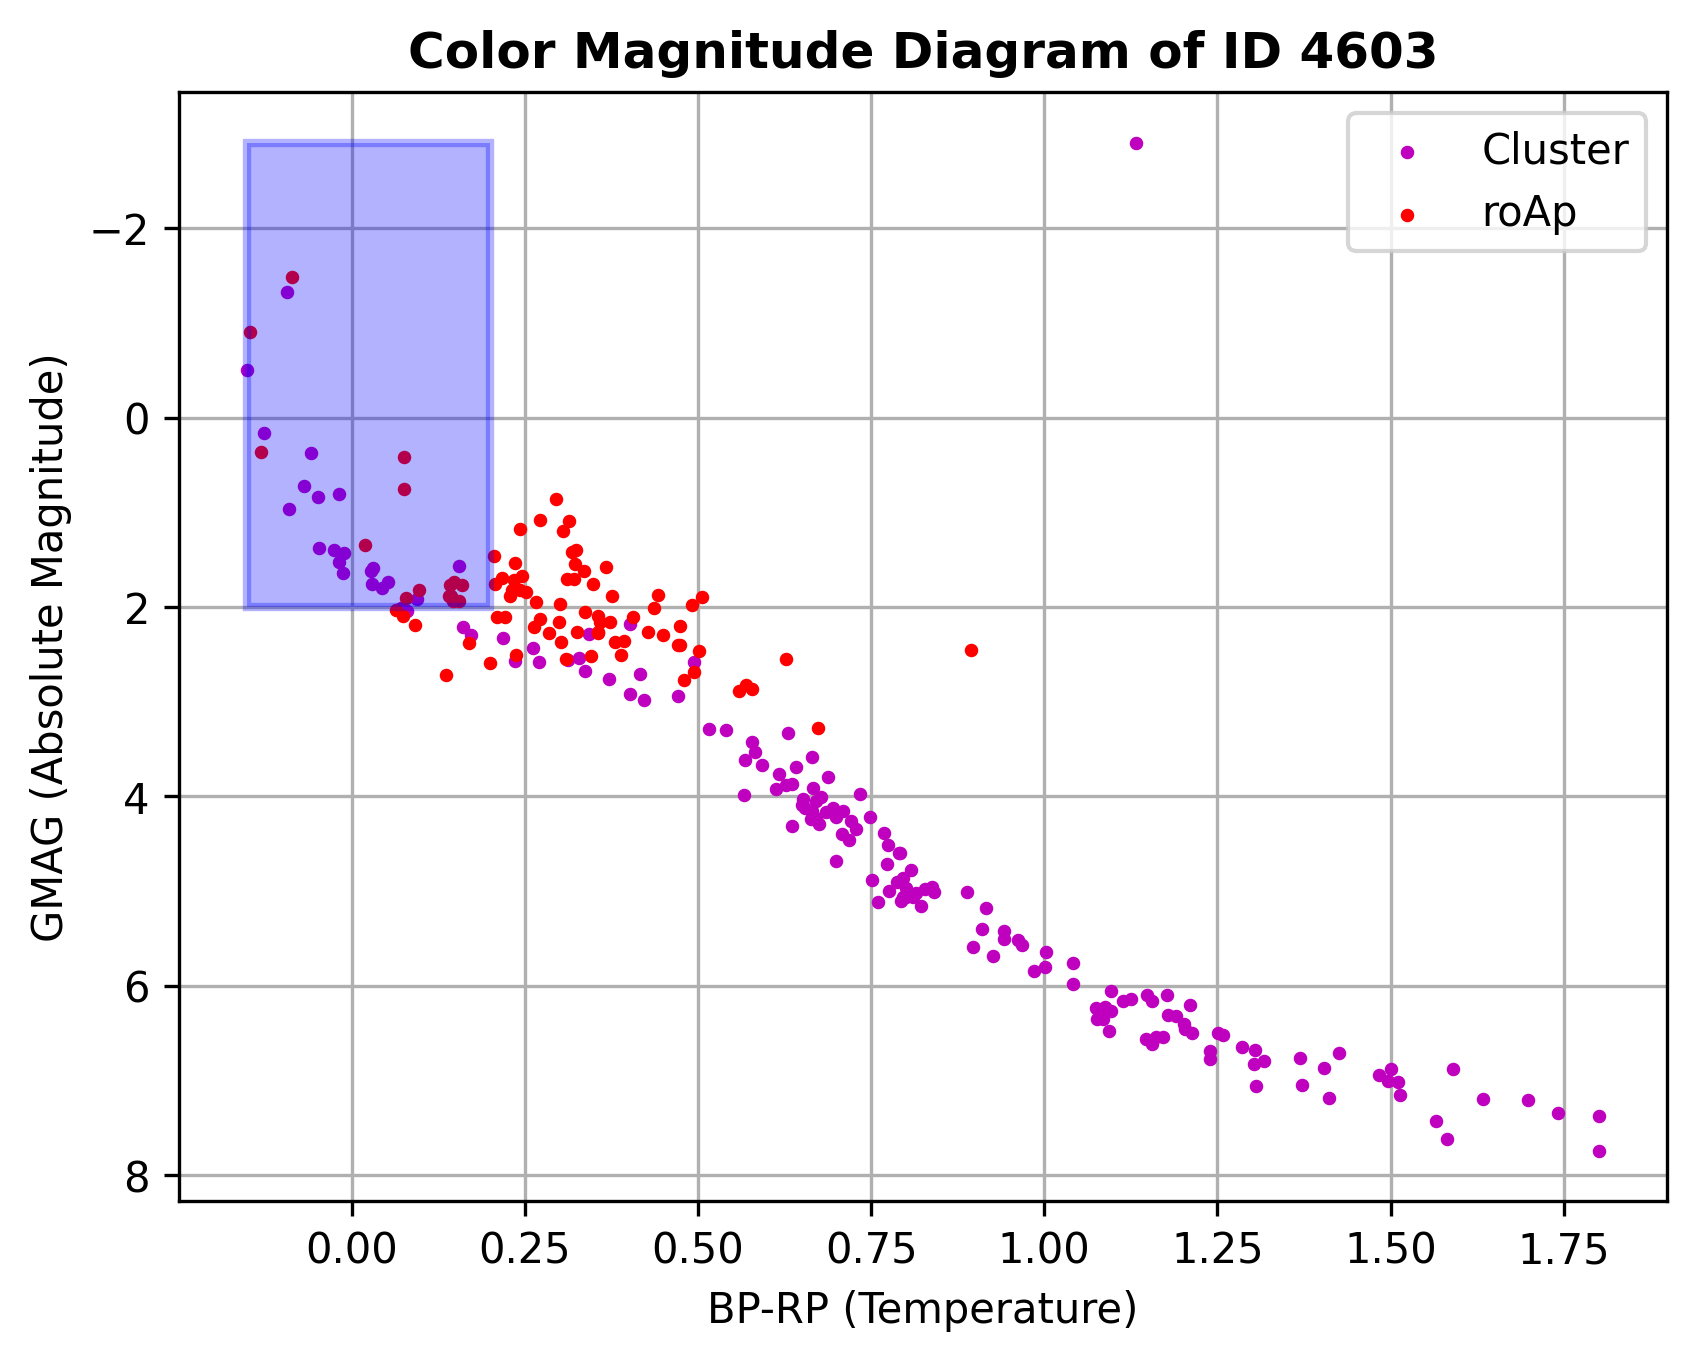 Color Magnitude Diagram of ID 4603
Cluster
roAp
−2
0
2
4
6
8
GMAG (Absolute Magnitude)
0.00 0.25 0.50 0.75 1.00 1.25 1.50 1.75
BP-RP (Temperature)